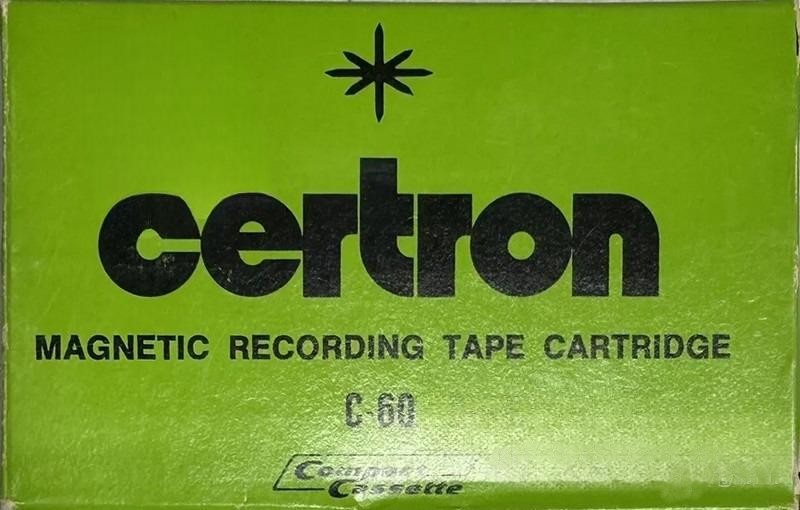 certron
MAGNETIC RECORDING TAPE CARTRIDGE
C-60
Compact
Cassette